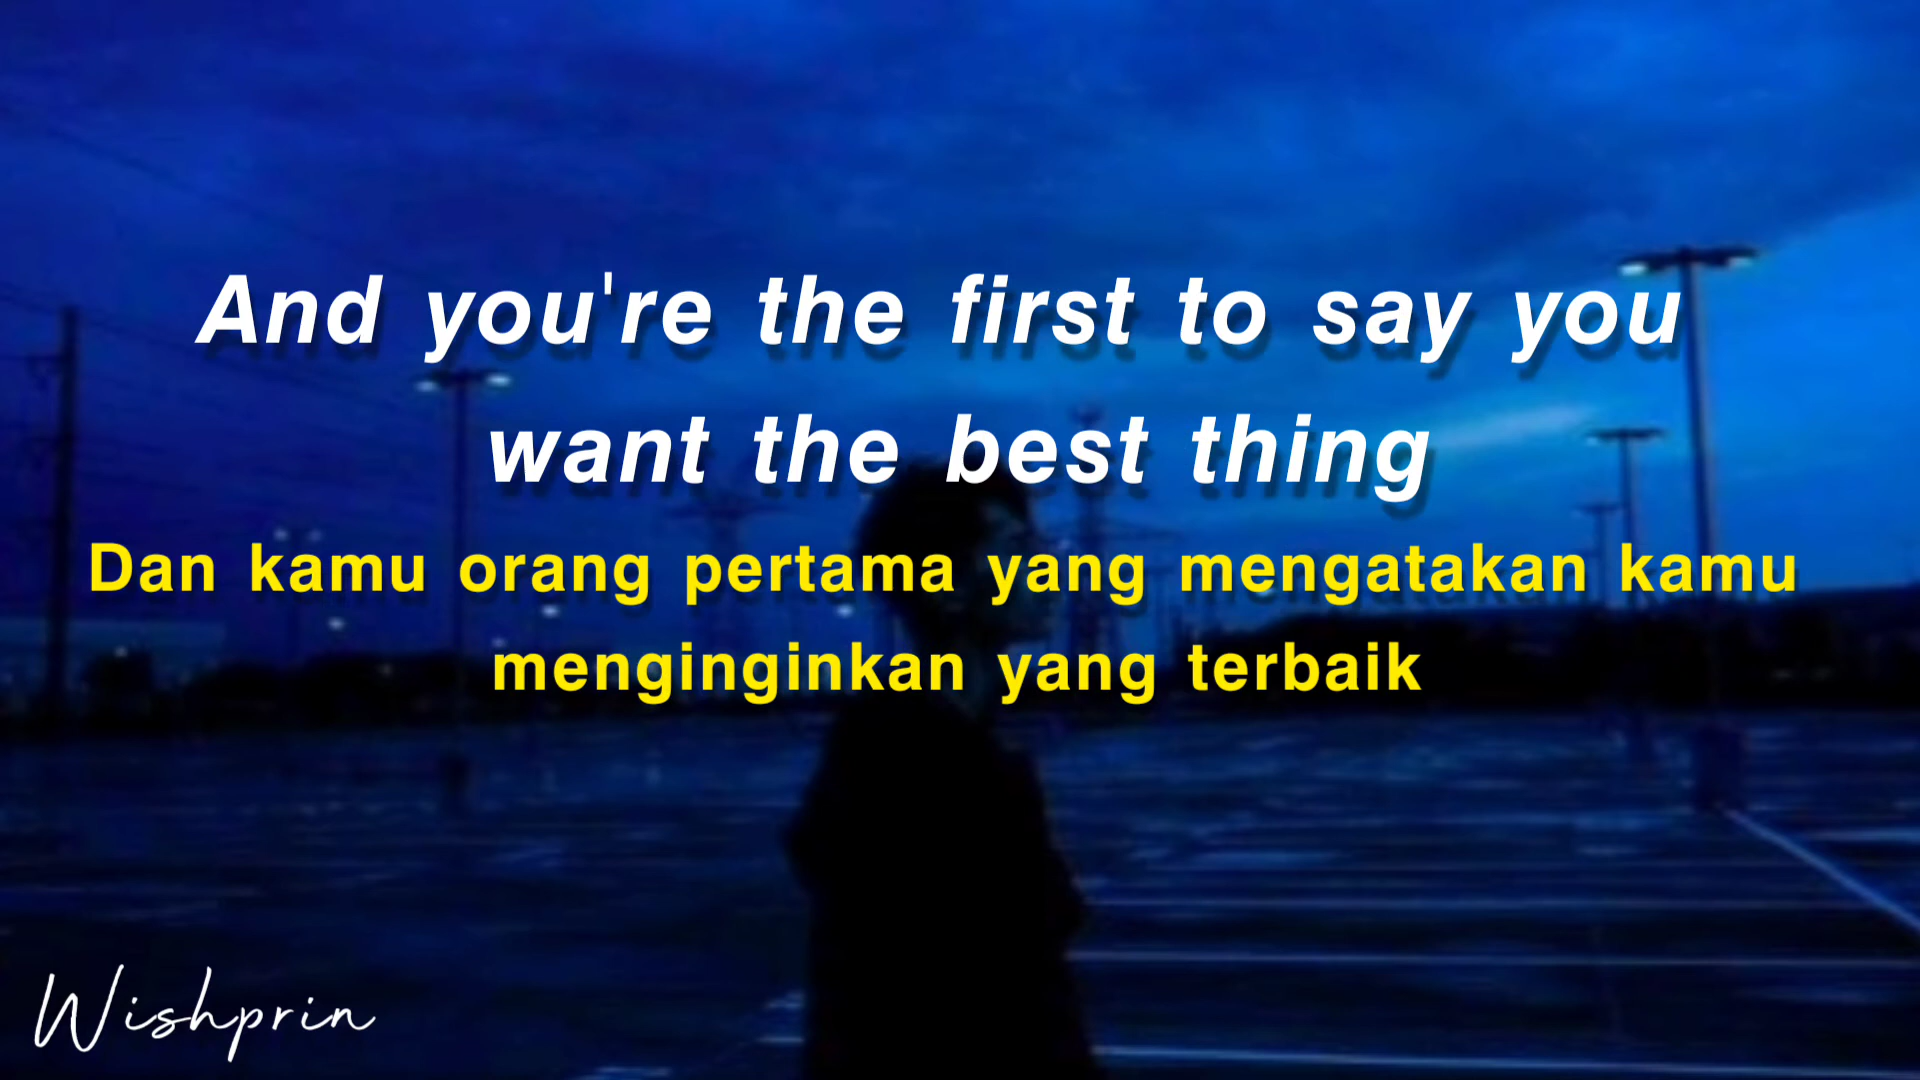 And you're the first to say you
want the best thing
Dan kamu orang pertama yang mengatakan kamu
menginginkan yang terbaik
Wishprin